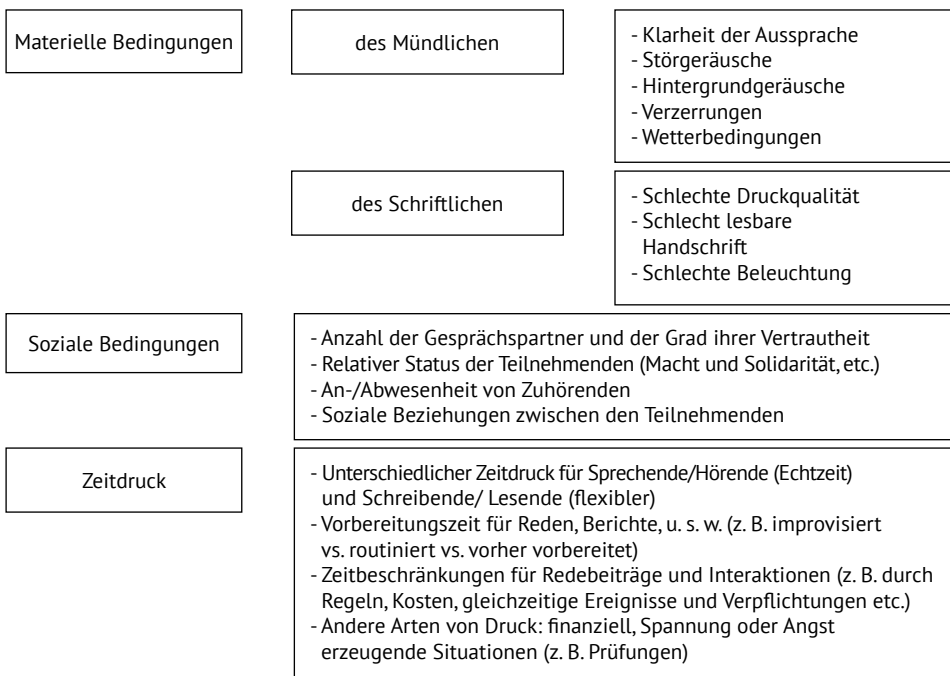 Materielle Bedingungen
des Mündlichen
- Klarheit der Aussprache
- Störgeräusche
- Hintergrundgeräusche
- Verzerrungen
- Wetterbedingungen
des Schriftlichen
- Schlechte Druckqualität
- Schlecht lesbare
Handschrift
- Schlechte Beleuchtung
Soziale Bedingungen
- Anzahl der Gesprächspartner und der Grad ihrer Vertrautheit
- Relativer Status der Teilnehmenden (Macht und Solidarität, etc.)
- An-/Abwesenheit von Zuhörenden
- Soziale Beziehungen zwischen den Teilnehmenden
Zeitdruck
- Unterschiedlicher Zeitdruck für Sprechende/Hörende (Echtzeit)
und Schreibende/ Lesende (flexibler)
- Vorbereitungszeit für Reden, Berichte, u. s. w. (z. B. improvisiert
vs. routiniert vs. vorher vorbereitet)
- Zeitbeschränkungen für Redebeiträge und Interaktionen (z. B. durch
Regeln, Kosten, gleichzeitige Ereignisse und Verpflichtungen etc.)
- Andere Arten von Druck: finanziell, Spannung oder Angst
erzeugende Situationen (z. B. Prüfungen)